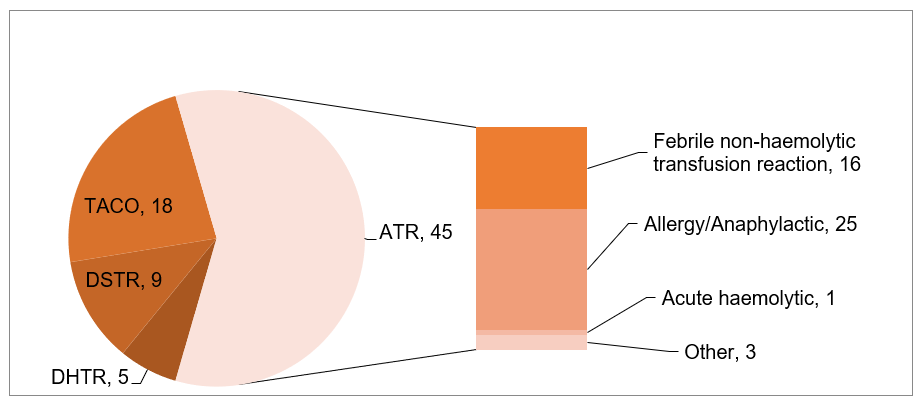 TACO, 18
DSTR, 9
DHTR, 5
ATR, 45
Febrile non-haemolytic
transfusion reaction, 16
Allergy/Anaphylactic, 25
Acute haemolytic, 1
Other, 3